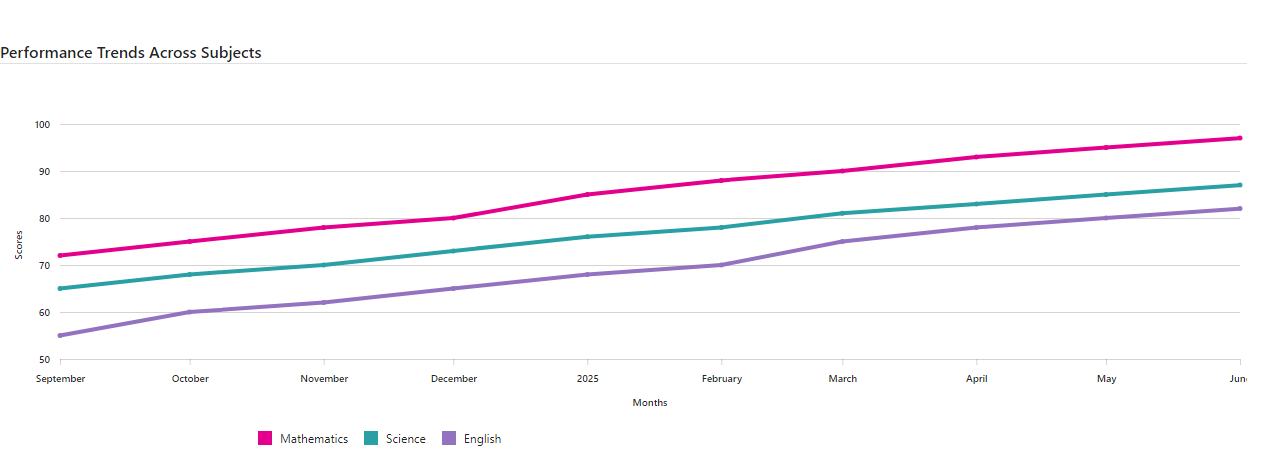 Performance Trends Across Subjects
100
90
80
70
60
50
Scores
September October November December 2025 February March April May
Months
Mathematics Science English